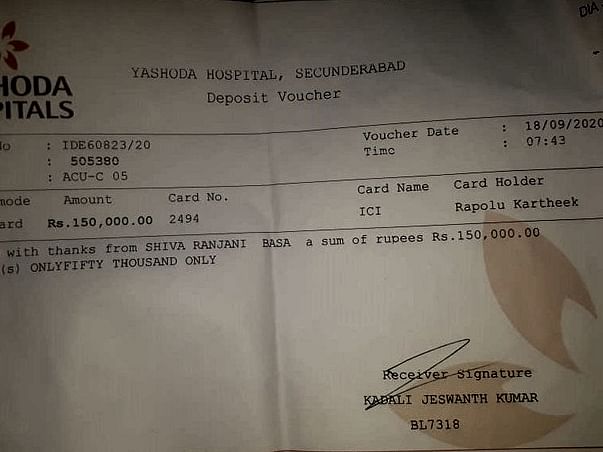 DIA
HODA
PITALS
YASHODA HOSPITAL, SECUNDERABAD
Deposit Voucher
No : IDE60823/20 Voucher Date : 18/09/2020
: 505380 Time : 07:43
: ACU-C 05
mode Amount Card No. Card Name Card Holder
ard Rs.150,000.00 2494 ICI Rapolu Kartheek
with thanks from SHIVA RANJANI BASA a sum of rupees Rs.150,000.00
(s) ONLYFIFTY THOUSAND ONLY
Receiver Signature
KADALI JESWANTH KUMAR
BL7318